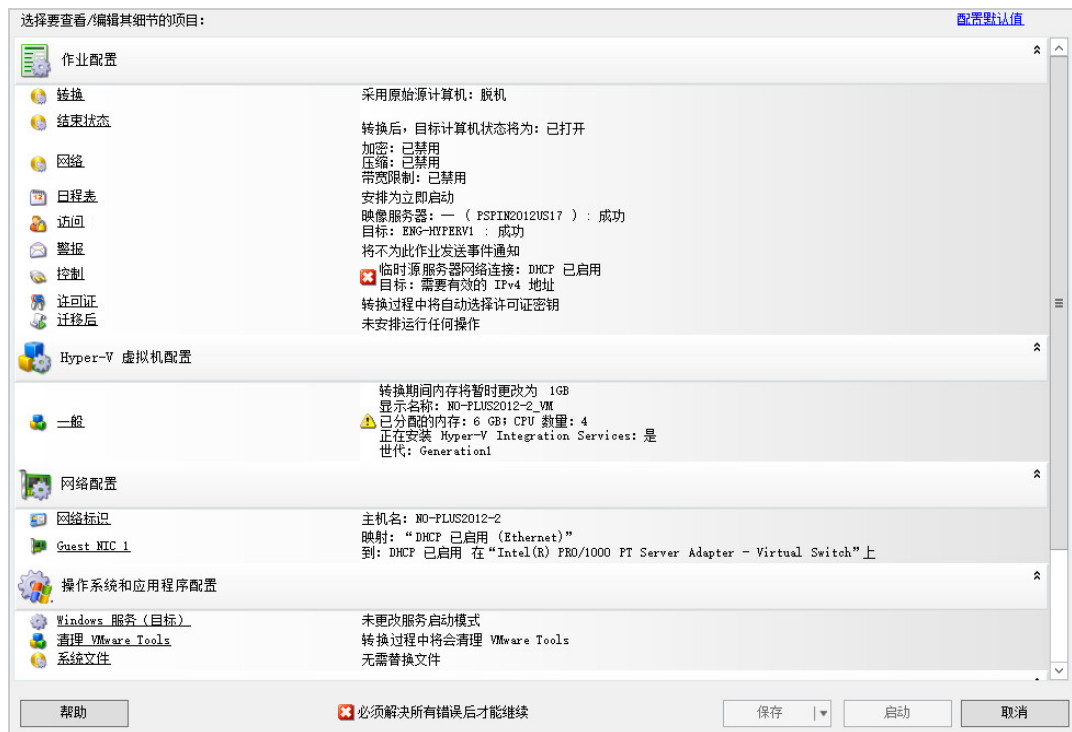 选择要查看/编辑其细节的项目:
配置默认值
作业配置
转换
采用原始源计算机: 脱机
结束状态
转换后，目标计算机状态将为: 已打开
网络
加密: 已禁用
压缩: 已禁用
带宽限制: 已禁用
日程表
安排为立即启动
访问
映像服务器: — ( PSPIN2012US17 ) : 成功
目标: ENG-HYPERV1 : 成功
警报
将不为此作业发送事件通知
控制
临时源服务器网络连接: DHCP 已启用
目标: 需要有效的 IPv4 地址
许可证
转换过程中将自动选择许可证密钥
迁移后
未安排运行任何操作
Hyper-V 虚拟机配置
一般
转换期间内存将暂时更改为 1GB
显示名称: NO-PLUS2012-2_VM
已分配的内存: 6 GB; CPU 数量: 4
正在安装 Hyper-V Integration Services: 是
世代: Generation1
网络配置
网络标识
主机名: NO-PLUS2012-2
Guest NIC 1
映射: “DHCP 已启用 (Ethernet)”
到: DHCP 已启用 在“Intel(R) PRO/1000 PT Server Adapter - Virtual Switch”上
操作系统和应用程序配置
Windows 服务（目标）
未更改服务启动模式
清理 VMware Tools
转换过程中将会清理 VMware Tools
系统文件
无需替换文件
帮助
必须解决所有错误后才能继续
保存
启动
取消